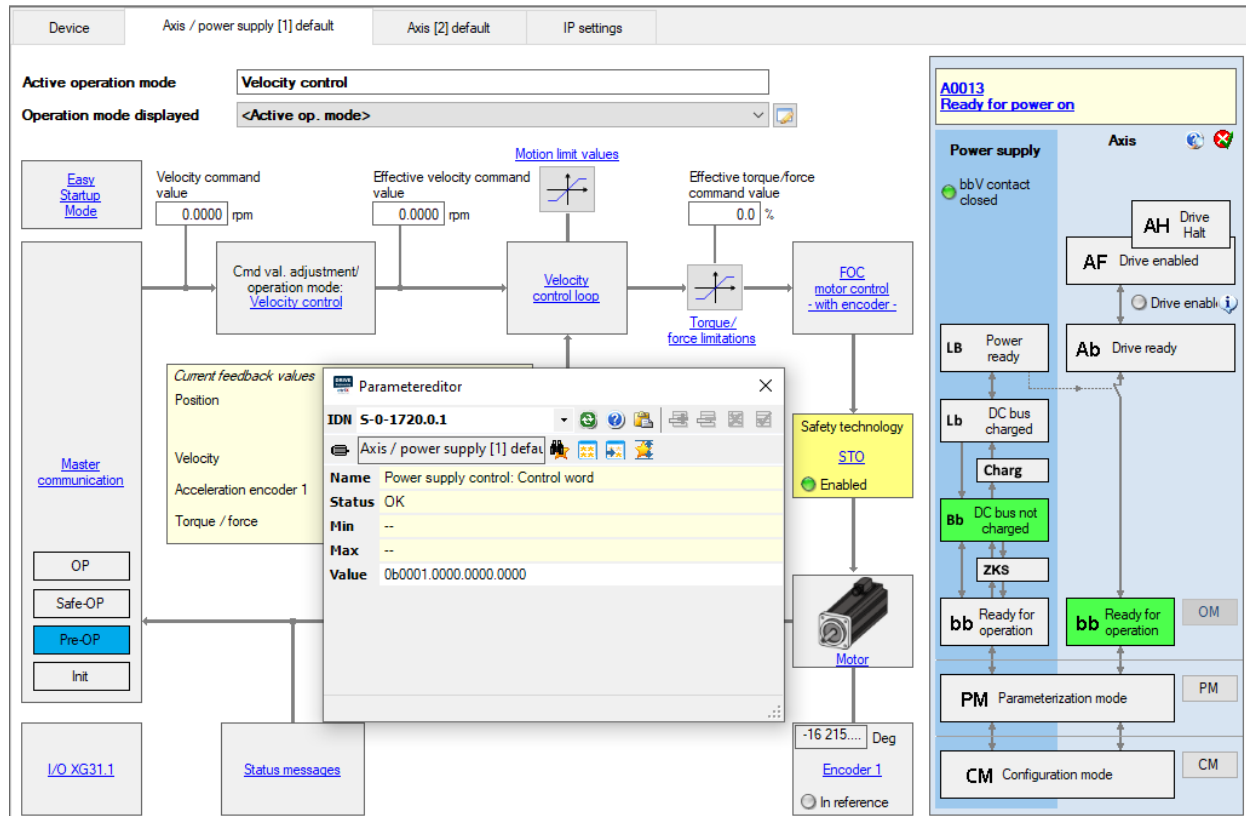 Device
Axis / power supply [1] default
Axis [2] default
IP settings
Active operation mode
Velocity control
Operation mode displayed
<Active op. mode>
A0013
Ready for power on
Power supply
Axis
bbV contact
closed
AH Drive
Halt
AF Drive enabled
Drive enabl
LB Power
ready
Ab Drive ready
Lb DC bus
charged
Charg
Bb DC bus not
charged
ZKS
bb Ready for
operation
bb Ready for
operation
OM
PM Parameterization mode
PM
CM Configuration mode
CM
Easy
Startup
Mode
Velocity command
value
0.0000 rpm
Effective velocity command
value
0.0000 rpm
Motion limit values
Effective torque/force
command value
0.0 %
Cmd val. adjustment/
operation mode:
Velocity control
Velocity
control loop
Torque/
force limitations
FOC
motor control
- with encoder -
Current feedback values
Position
Velocity
Acceleration encoder 1
Torque / force
Parametereditor
IDN S-0-1720.0.1
Axis / power supply [1] defau
Name Power supply control: Control word
Status OK
Min --
Max --
Value 0b0001.0000.0000.0000
Safety technology
STO
Enabled
Master
communication
OP
Safe-OP
Pre-OP
Init
Motor
I/O XG31.1
Status messages
-16 215.... Deg
Encoder 1
In reference